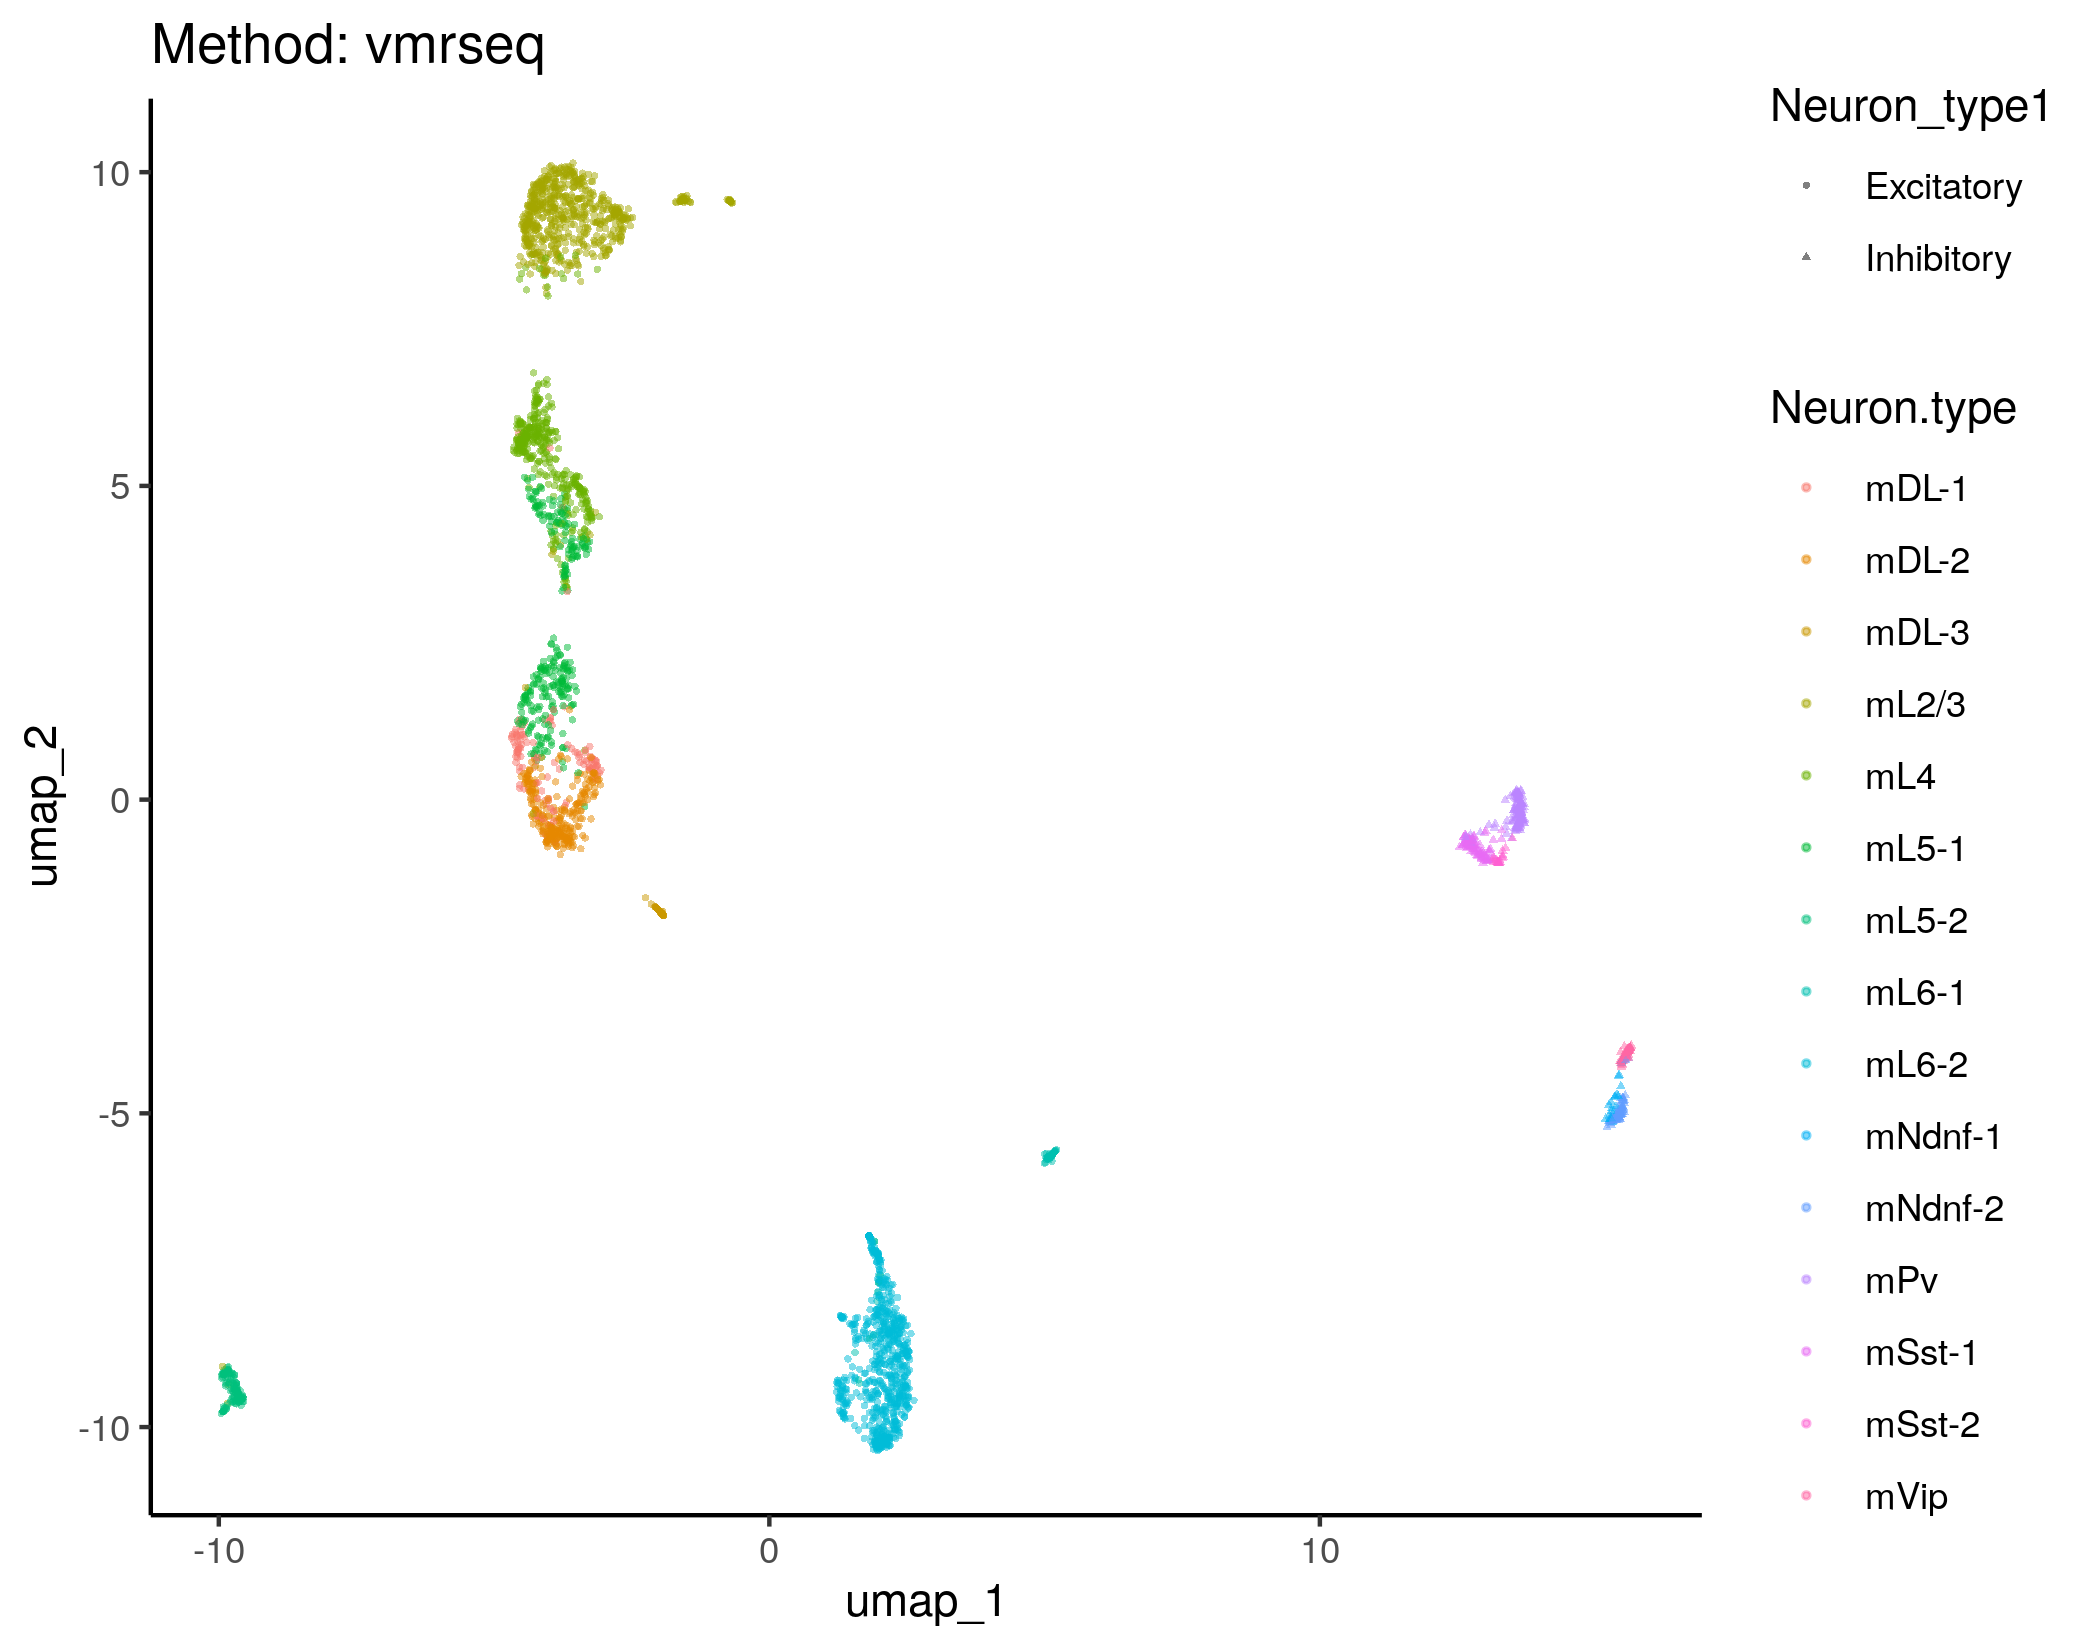 Method: vmrseq
umap_2
10
5
0
-5
-10
-10
0
10
umap_1
Neuron_type1
Excitatory
Inhibitory
Neuron.type
mDL-1
mDL-2
mDL-3
mL2/3
mL4
mL5-1
mL5-2
mL6-1
mL6-2
mNdnf-1
mNdnf-2
mPv
mSst-1
mSst-2
mVip